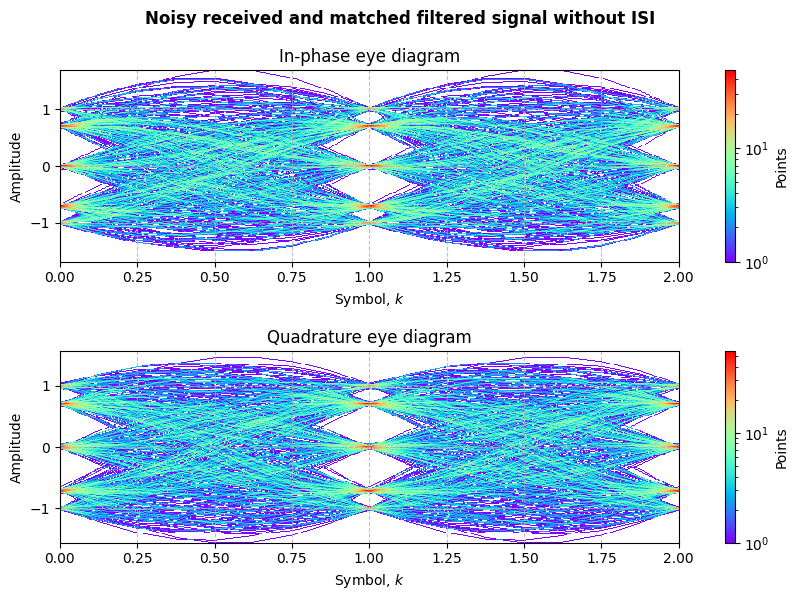 Noisy received and matched filtered signal without ISI
In-phase eye diagram
Amplitude
1
0
−1
0.00 0.25 0.50 0.75 1.00 1.25 1.50 1.75 2.00
Symbol, k
10¹
10⁰
Points
Quadrature eye diagram
Amplitude
1
0
−1
0.00 0.25 0.50 0.75 1.00 1.25 1.50 1.75 2.00
Symbol, k
10¹
10⁰
Points